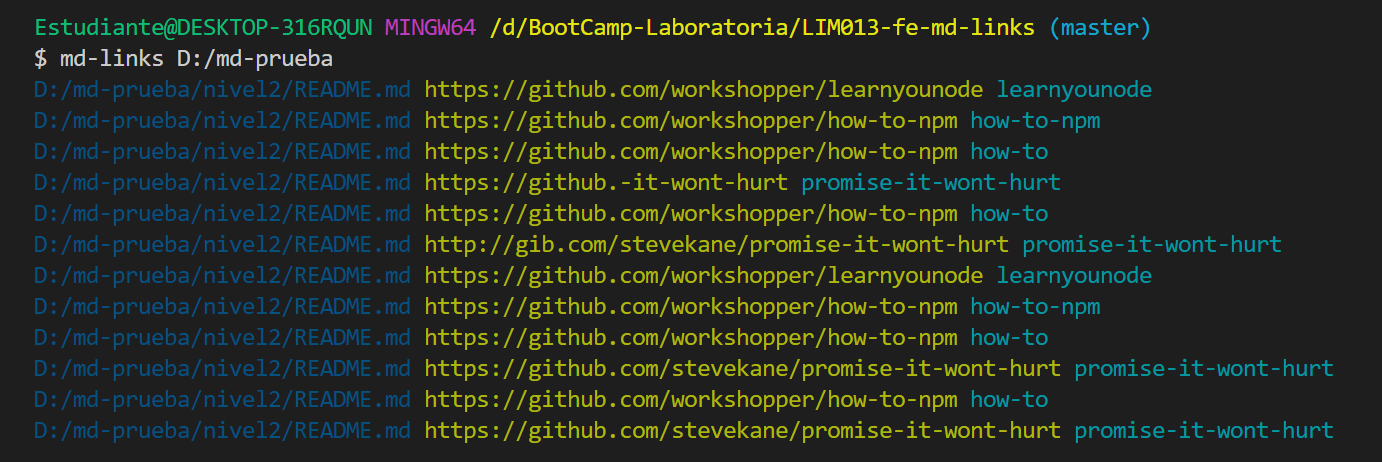 Estudiante@DESKTOP-316RQUN MINGW64 /d/BootCamp-Laboratoria/LIM013-fe-md-links (master)
$ md-links D:/md-prueba
D:/md-prueba/nivel2/README.md https://github.com/workshopper/learnyounode learnyounode
D:/md-prueba/nivel2/README.md https://github.com/workshopper/how-to-npm how-to-npm
D:/md-prueba/nivel2/README.md https://github.com/workshopper/how-to-npm how-to
D:/md-prueba/nivel2/README.md https://github.-it-wont-hurt promise-it-wont-hurt
D:/md-prueba/nivel2/README.md https://github.com/workshopper/how-to-npm how-to
D:/md-prueba/nivel2/README.md http://gib.com/stevekane/promise-it-wont-hurt promise-it-wont-hurt
D:/md-prueba/nivel2/README.md https://github.com/workshopper/learnyounode learnyounode
D:/md-prueba/nivel2/README.md https://github.com/workshopper/how-to-npm how-to-npm
D:/md-prueba/nivel2/README.md https://github.com/workshopper/how-to-npm how-to
D:/md-prueba/nivel2/README.md https://github.com/stevekane/promise-it-wont-hurt promise-it-wont-hurt
D:/md-prueba/nivel2/README.md https://github.com/workshopper/how-to-npm how-to
D:/md-prueba/nivel2/README.md https://github.com/stevekane/promise-it-wont-hurt promise-it-wont-hurt